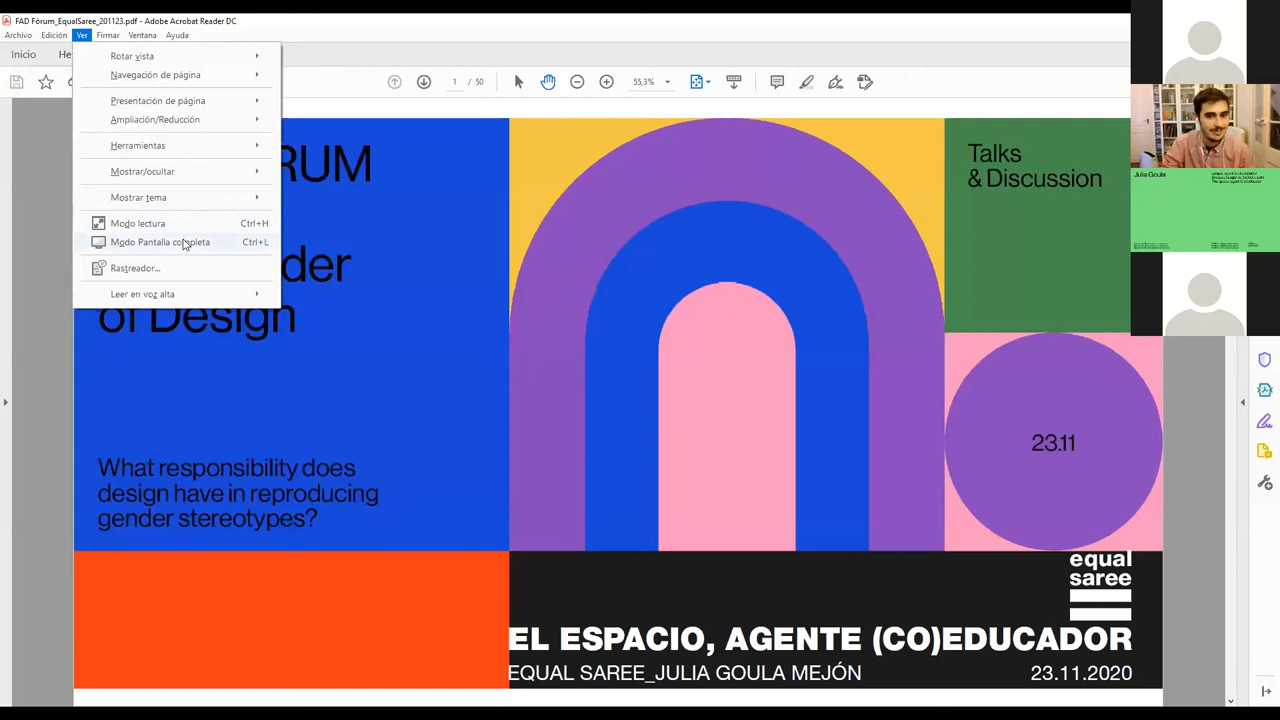 FAD Fòrum_EqualSaree_201123.pdf - Adobe Acrobat Reader DC
Archivo Edición Ver Firmar Ventana Ayuda
Inicio He
1 / 50 55,3%
Rotar vista
Navegación de página
Presentación de página
Ampliación/Reducción
Herramientas
Mostrar/ocultar
Mostrar tema
Modo lectura Ctrl+H
Modo Pantalla completa Ctrl+L
Rastreador...
Leer en voz alta
RUM
der
of Design
What responsibility does
design have in reproducing
gender stereotypes?
Talks
& Discussion
23.11
Julia Goula
equal
saree
EL ESPACIO, AGENTE (CO)EDUCADOR
EQUAL SAREE_JULIA GOULA MEJÓN 23.11.2020